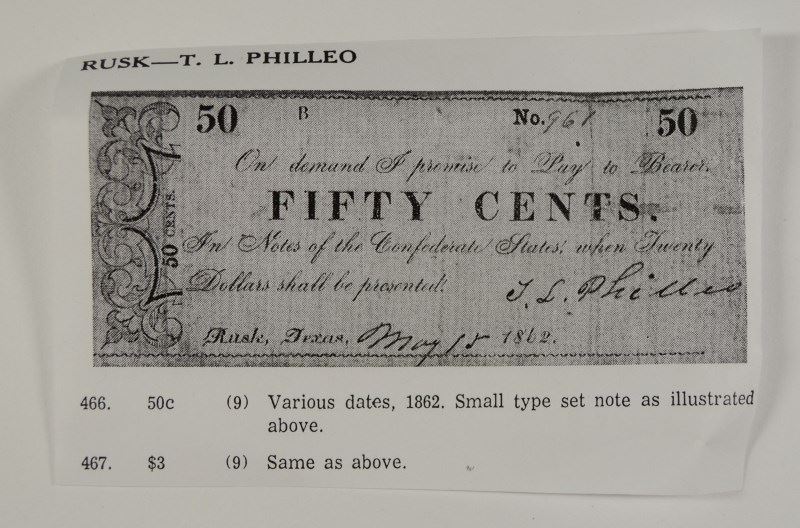 RUSK—T. L. PHILLEO
50 B No. 961 50
On demand I promise to Pay to Bearer.
FIFTY CENTS.
50 CENTS.
In Notes of the Confederate States, when Twenty
Dollars shall be presented.
T. L. Philleo
Rusk, Texas, May 15 1862.
466. 50c (9) Various dates, 1862. Small type set note as illustrated
above.
467. $3 (9) Same as above.